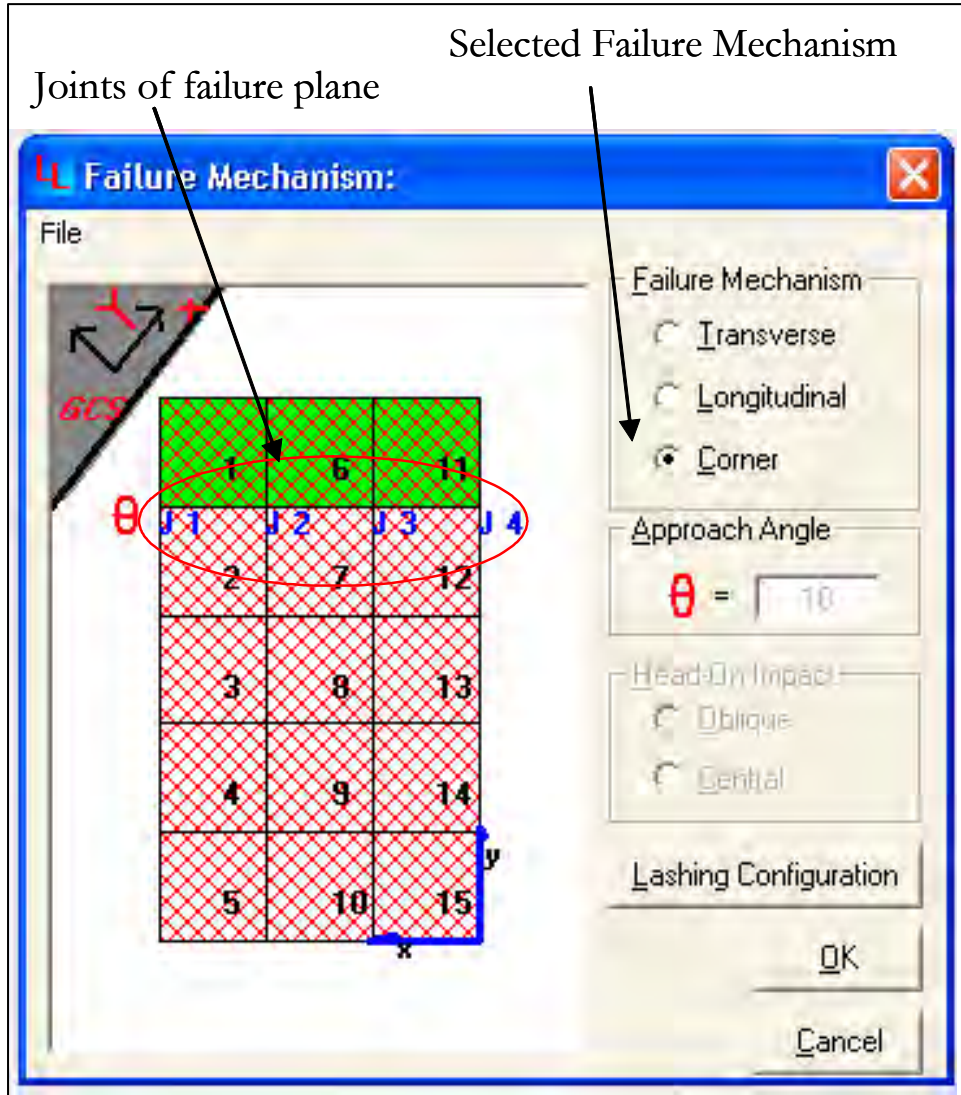 Selected Failure Mechanism
Joints of failure plane
LL Failure Mechanism:
File
Y X
GCS
θ
1 6 11
J 1 J 2 J 3 J 4
2 7 12
3 8 13
4 9 14
5 10 15
y
x
Failure Mechanism
Transverse
Longitudinal
Corner
Approach Angle
θ = 10
Head-On Impact
Oblique
Central
Lashing Configuration
OK
Cancel